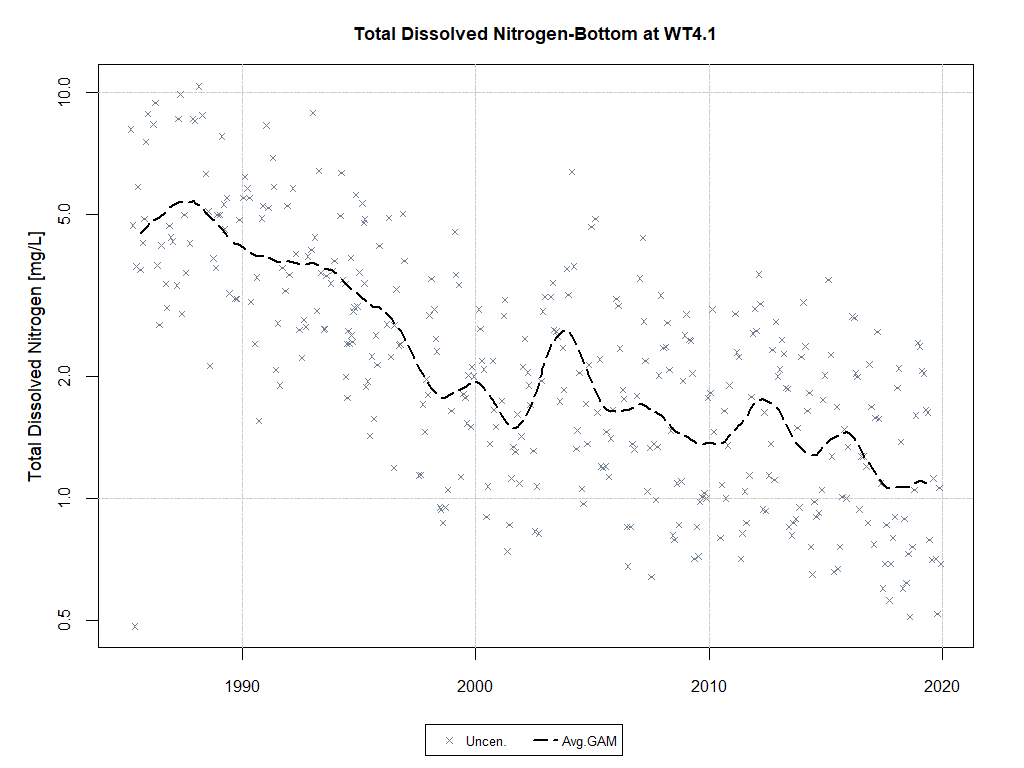 Total Dissolved Nitrogen-Bottom at WT4.1
Total Dissolved Nitrogen [mg/L]
10.0
5.0
2.0
1.0
0.5
1990 2000 2010 2020
Uncen. Avg.GAM